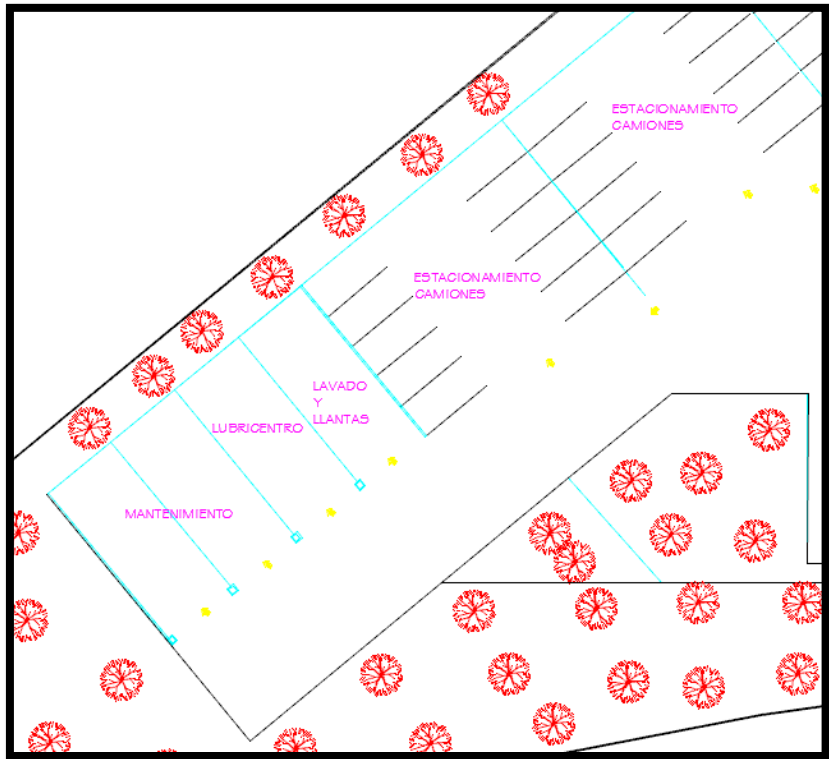 ESTACIONAMIENTO
CAMIONES
ESTACIONAMIENTO
CAMIONES
LAVADO
Y
LLANTAS
LUBRICENTRO
MANTENIMIENTO